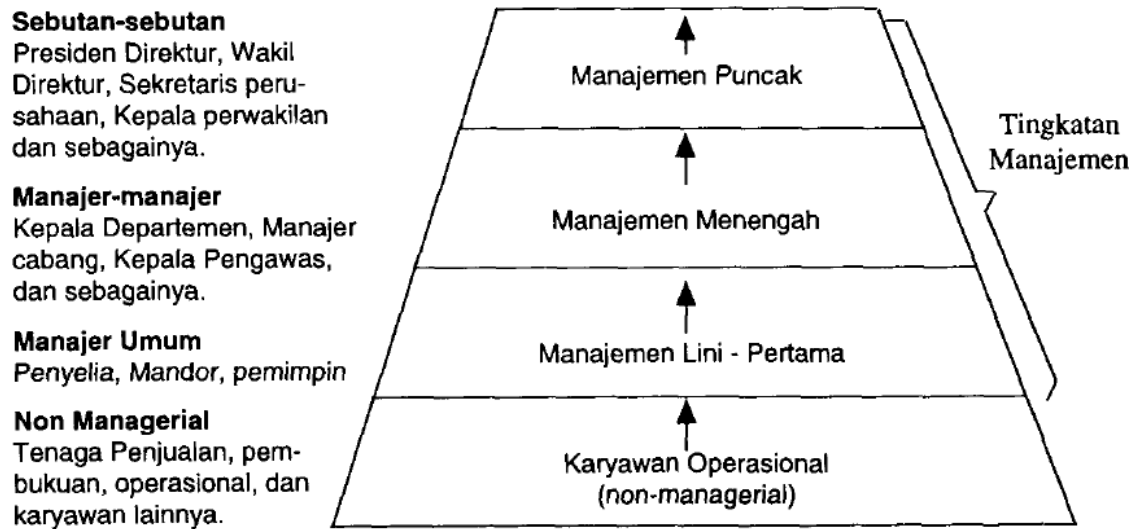 Sebutan-sebutan
Presiden Direktur, Wakil
Direktur, Sekretaris peru-
sahaan, Kepala perwakilan
dan sebagainya.
Manajer-manajer
Kepala Departemen, Manajer
cabang, Kepala Pengawas,
dan sebagainya.
Manajer Umum
Penyelia, Mandor, pemimpin
Non Managerial
Tenaga Penjualan, pem-
bukuan, operasional, dan
karyawan lainnya.
Manajemen Puncak
Manajemen Menengah
Manajemen Lini - Pertama
Karyawan Operasional
(non-managerial)
Tingkatan
Manajemen